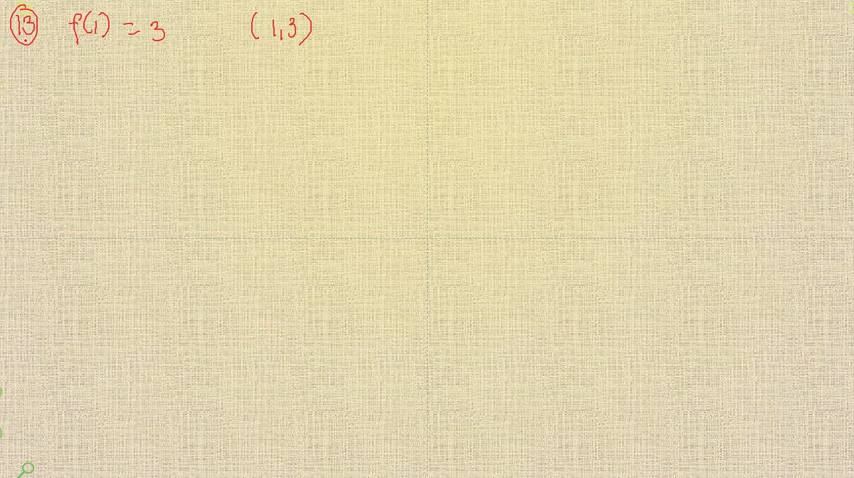 13 f(1) = 3 (1,3)